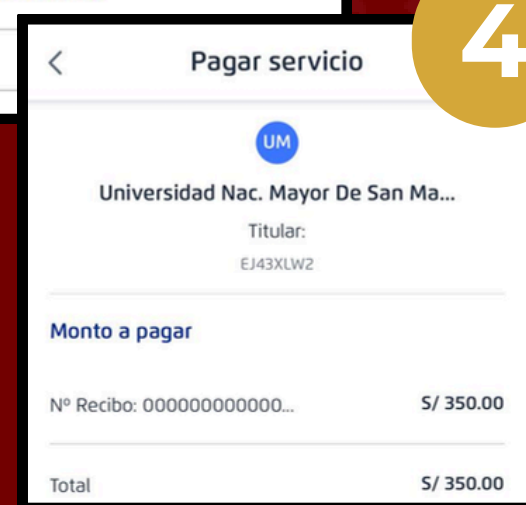 4
Pagar servicio
UM
Universidad Nac. Mayor De San Ma...
Titular:
EJ43XLW2
Monto a pagar
Nº Recibo: 000000000000... S/ 350.00
Total S/ 350.00